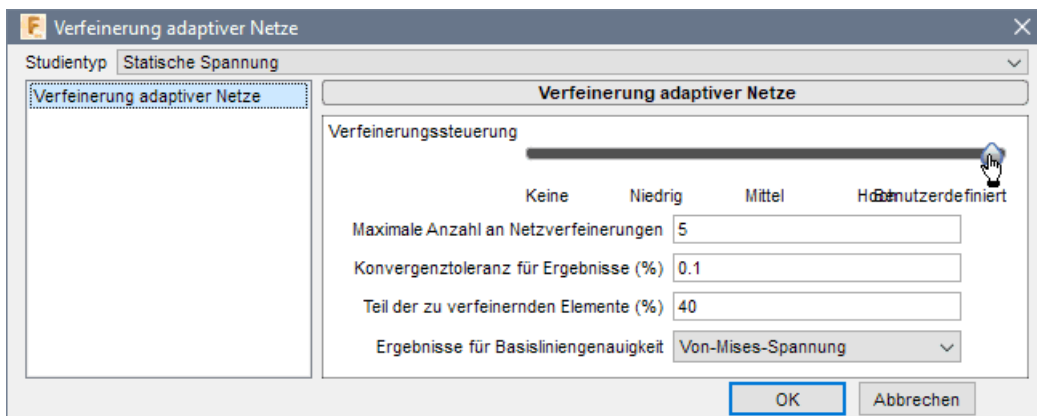 Verfeinerung adaptiver Netze
Studientyp Statische Spannung
Verfeinerung adaptiver Netze
Verfeinerung adaptiver Netze
Verfeinerungssteuerung
Keine Niedrig Mittel Hoch Benutzerdefiniert
Maximale Anzahl an Netzverfeinerungen 5
Konvergenztoleranz für Ergebnisse (%) 0.1
Teil der zu verfeinernden Elemente (%) 40
Ergebnisse für Basisliniengenauigkeit Von-Mises-Spannung
OK Abbrechen